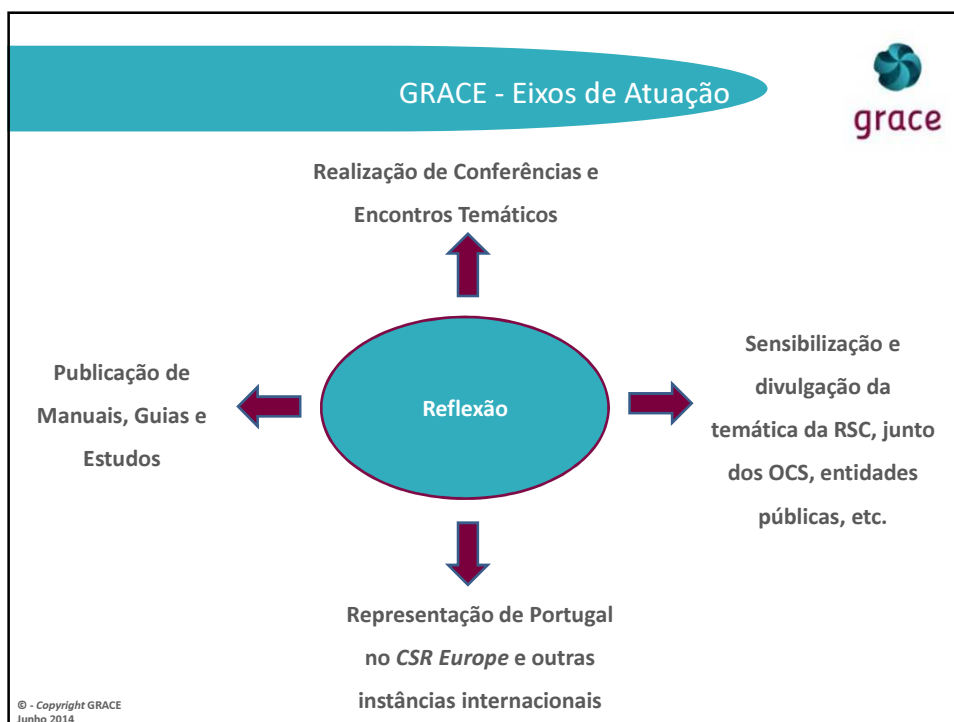 GRACE - Eixos de Atuação
grace
Realização de Conferências e
Encontros Temáticos
Publicação de
Manuais, Guias e
Estudos
Reflexão
Sensibilização e
divulgação da
temática da RSC, junto
dos OCS, entidades
públicas, etc.
Representação de Portugal
no CSR Europe e outras
instâncias internacionais
© - Copyright GRACE
Junho 2014